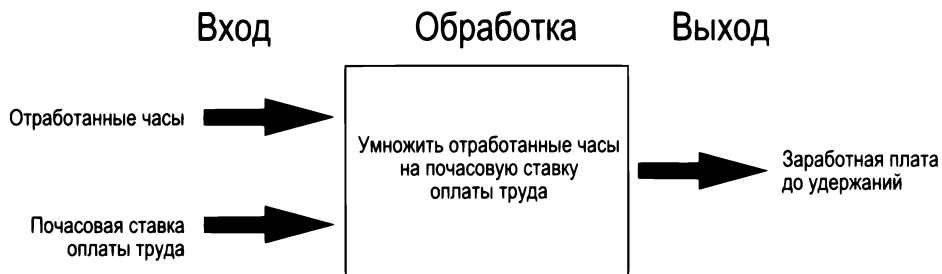 Вход
Обработка
Выход
Отработанные часы
Почасовая ставка
оплаты труда
Умножить отработанные часы
на почасовую ставку
оплаты труда
Заработная плата
до удержаний